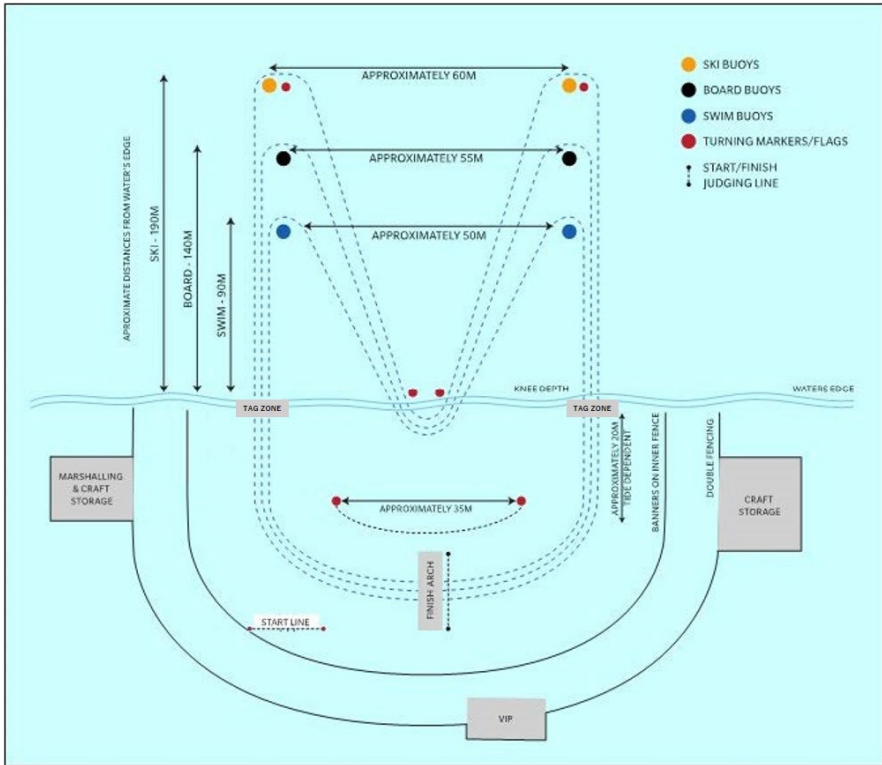 APPROXIMATELY 60M
SKI BUOYS
BOARD BUOYS
SWIM BUOYS
TURNING MARKERS/FLAGS
START/FINISH
JUDGING LINE
APPROXIMATELY 55M
APPROXIMATELY 50M
APROXIMATE DISTANCES FROM WATER'S EDGE
SKI - 190M
BOARD - 140M
SWIM - 90M
KNEE DEPTH
WATERS EDGE
TAG ZONE
TAG ZONE
MARSHALLING
& CRAFT
STORAGE
APPROXIMATELY 35M
APPROXIMATELY 20M
TIDE DEPENDENT
BANNERS ON INNER FENCE
DOUBLE FENCING
CRAFT
STORAGE
FINISH ARCH
START LINE
VIP